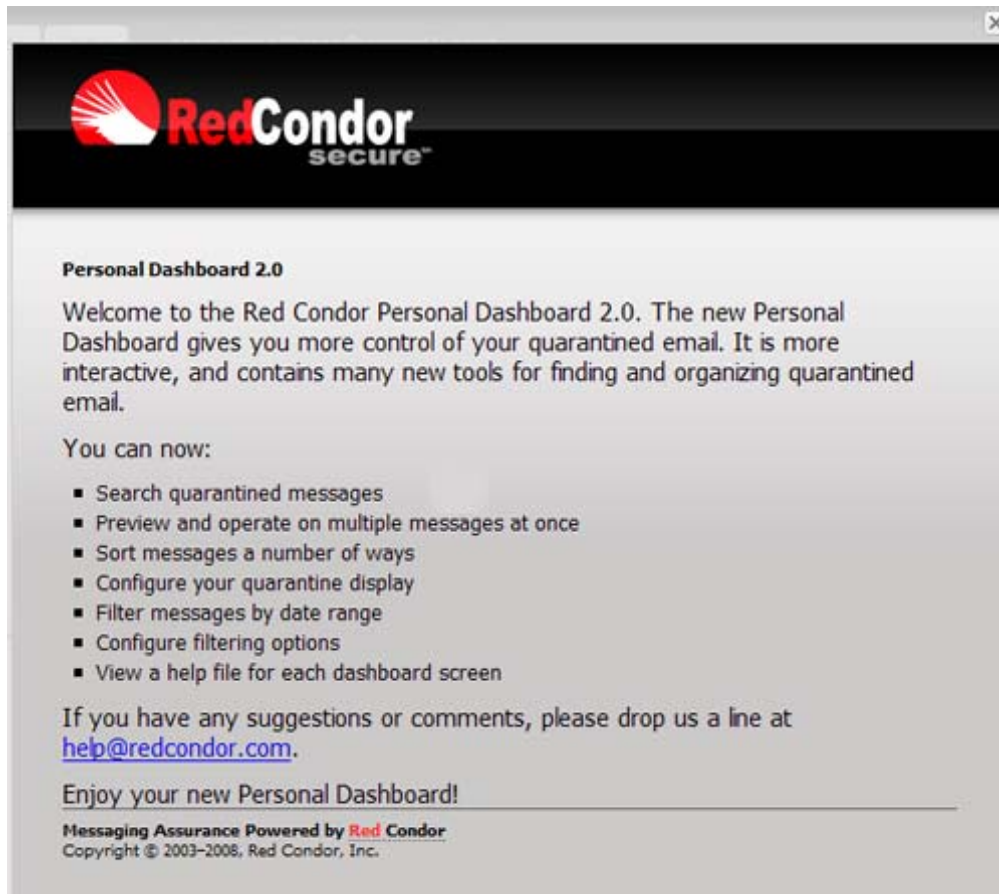 RedCondor
secure™
Personal Dashboard 2.0
Welcome to the Red Condor Personal Dashboard 2.0. The new Personal
Dashboard gives you more control of your quarantined email. It is more
interactive, and contains many new tools for finding and organizing quarantined
email.
You can now:
▪ Search quarantined messages
▪ Preview and operate on multiple messages at once
▪ Sort messages a number of ways
▪ Configure your quarantine display
▪ Filter messages by date range
▪ Configure filtering options
▪ View a help file for each dashboard screen
If you have any suggestions or comments, please drop us a line at
help@redcondor.com.
Enjoy your new Personal Dashboard!
Messaging Assurance Powered by Red Condor
Copyright © 2003–2008, Red Condor, Inc.